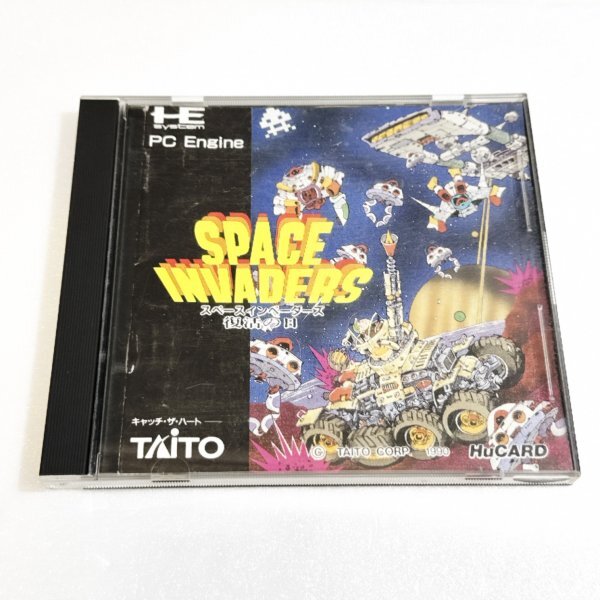 HE
system
PC Engine
SPACE
INVADERS
スペースインベーダーズ
復活の日
キャッチ・ザ・ハート
TAITO
© TAITO CORP. 1990
HuCARD